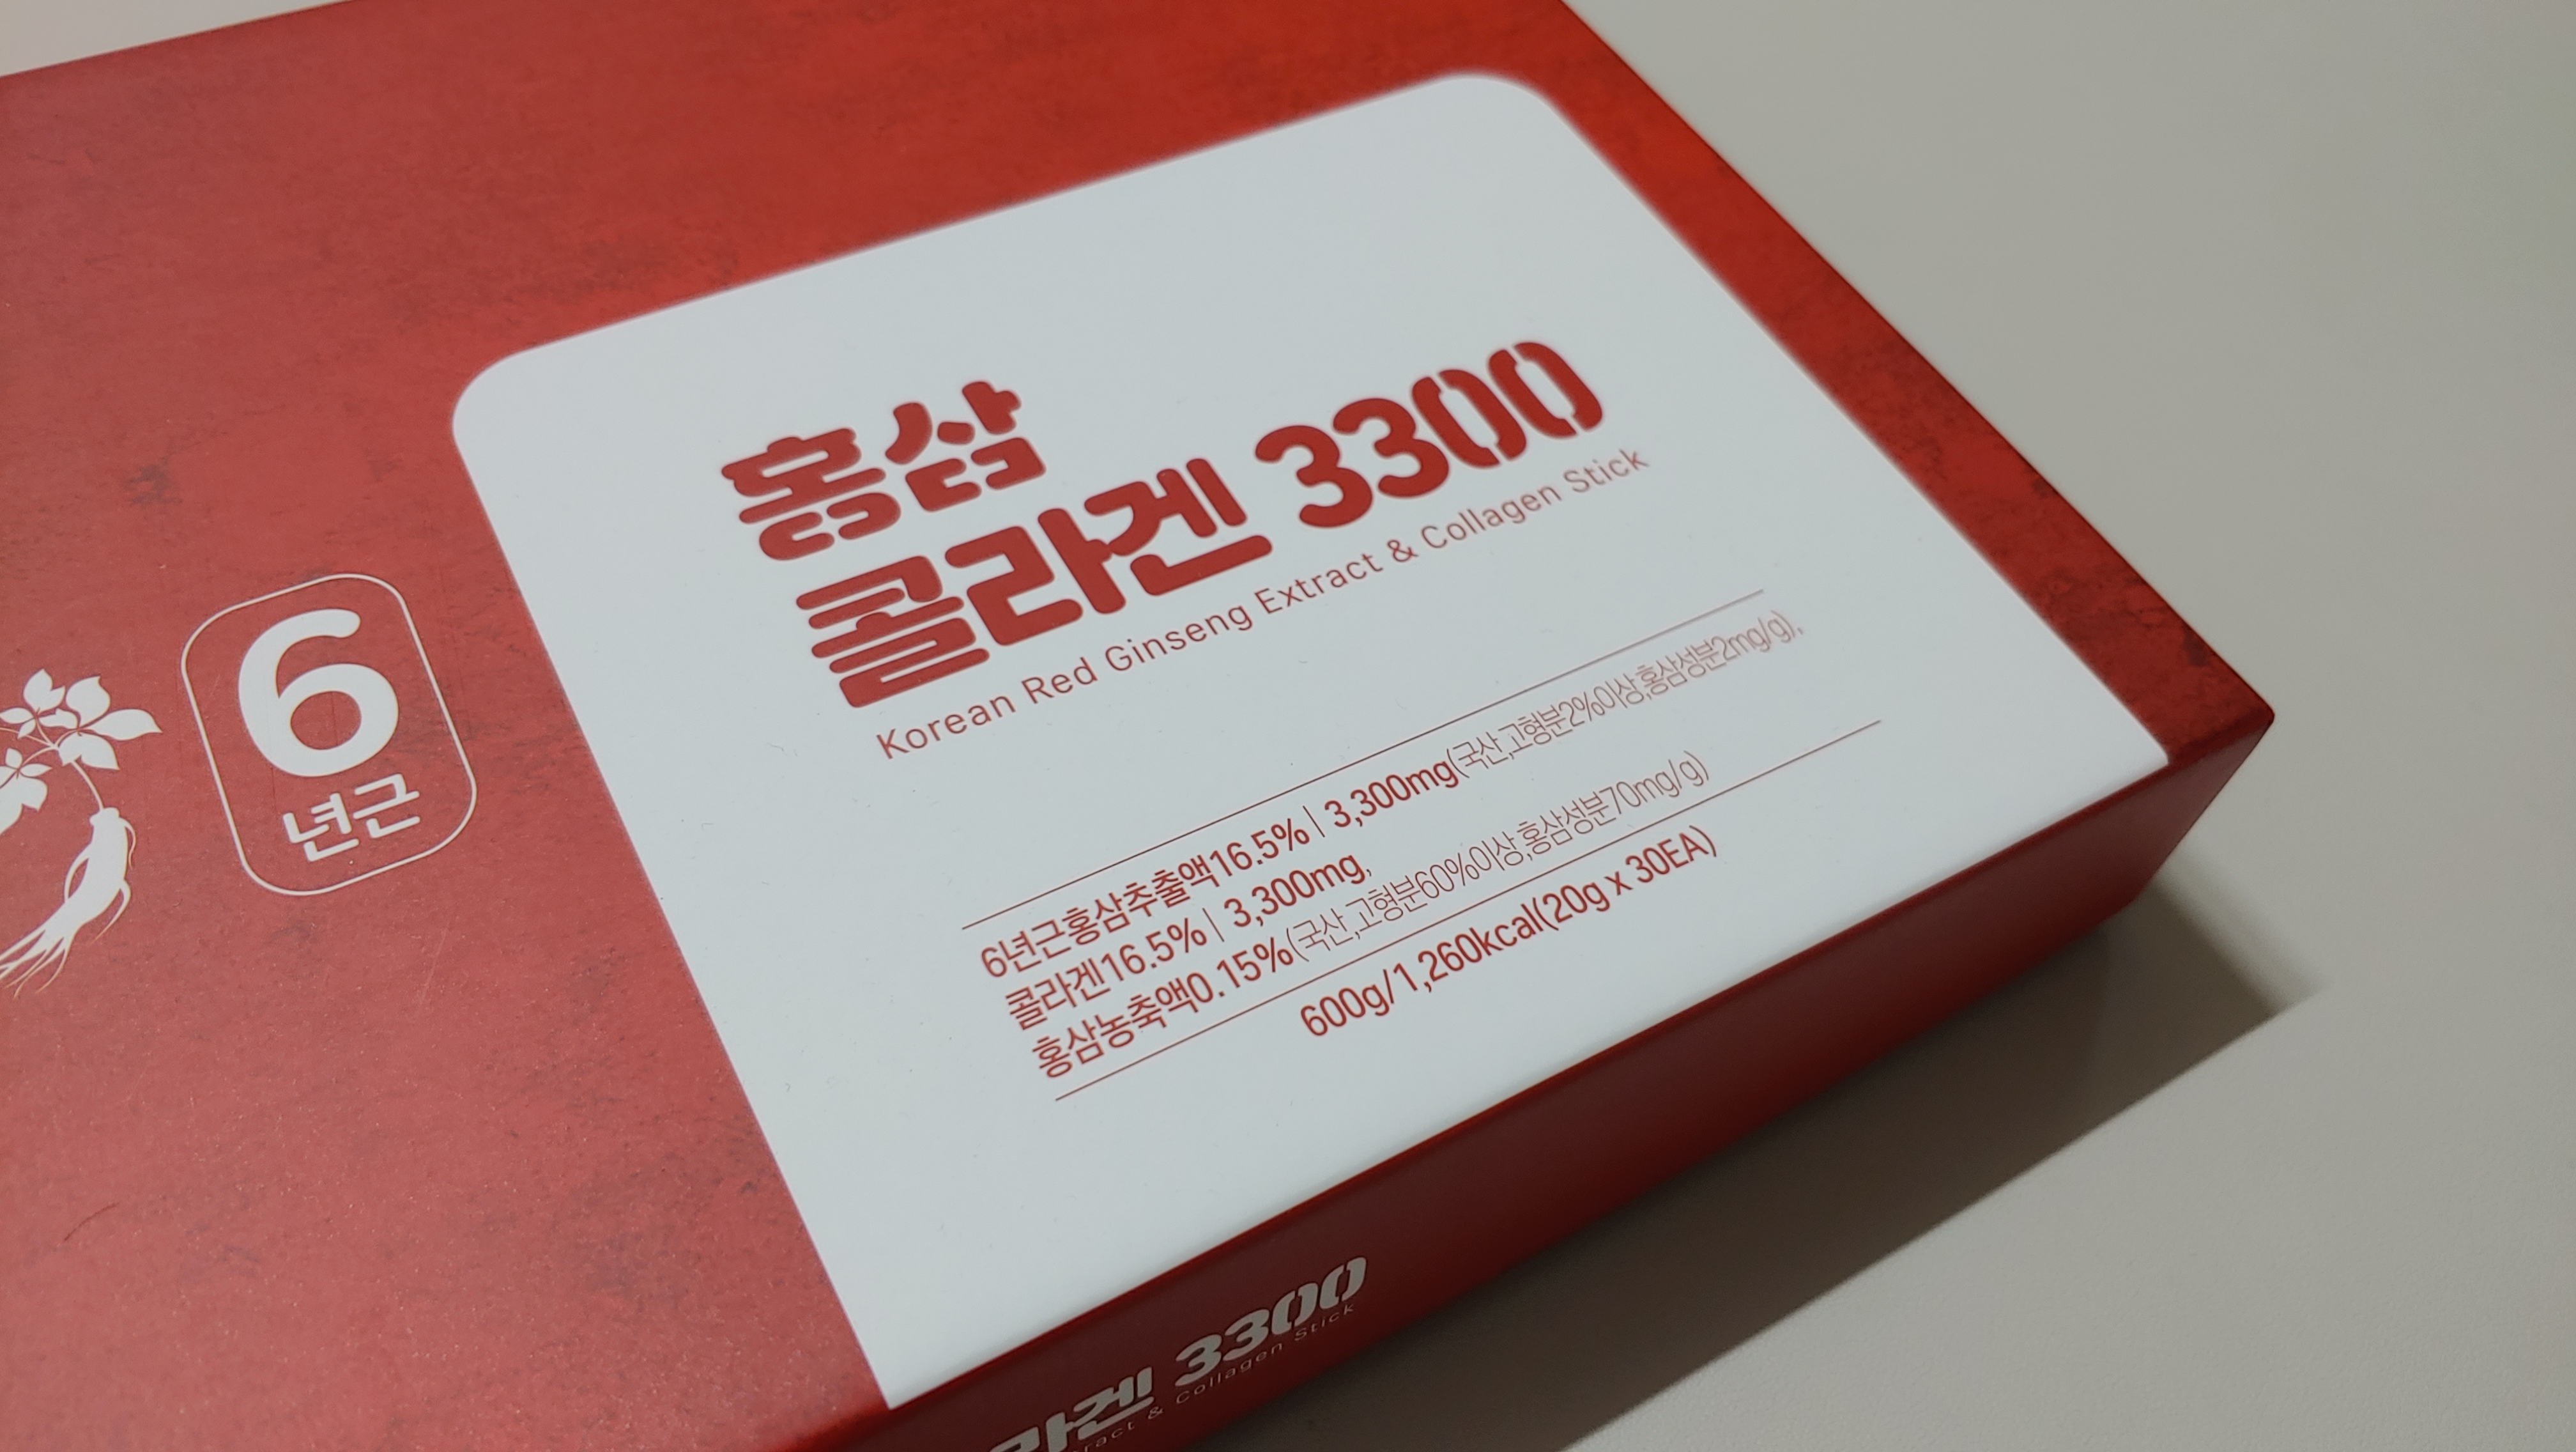 6
년근
홍삼
콜라겐 3300
Korean Red Ginseng Extract & Collagen Stick
6년근홍삼추출액16.5% | 3,300mg(국산,고형분2%이상,홍삼성분2mg/g),
콜라겐16.5% | 3,300mg,
홍삼농축액0.15%(국산,고형분60%이상,홍삼성분70mg/g)
600g/1,260kcal(20g x 30EA)
라겐 3300
ract & Collagen Stick